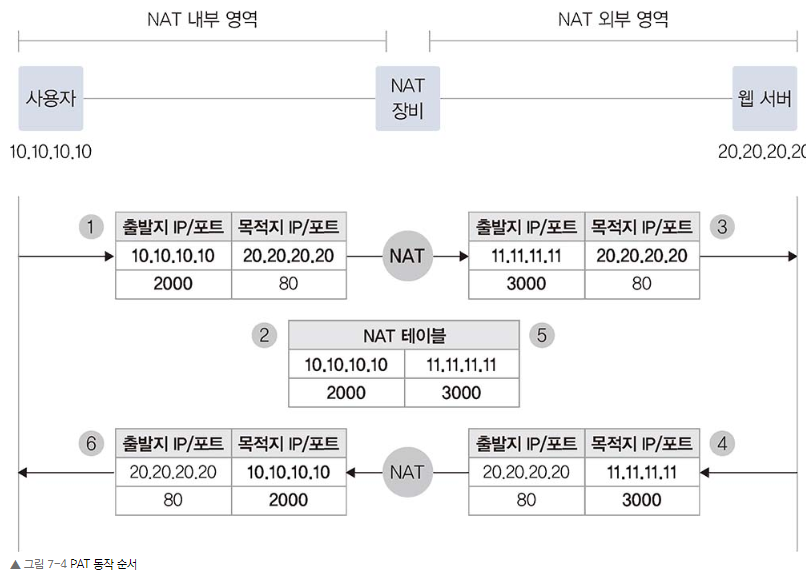 NAT 내부 영역 NAT 외부 영역
사용자 NAT 장비 웹 서버
10.10.10.10 20.20.20.20
1 출발지 IP/포트 목적지 IP/포트 출발지 IP/포트 목적지 IP/포트 3
10.10.10.10 20.20.20.20 NAT 11.11.11.11 20.20.20.20
2000 80 3000 80
2 NAT 테이블 5
10.10.10.10 11.11.11.11
2000 3000
6 출발지 IP/포트 목적지 IP/포트 출발지 IP/포트 목적지 IP/포트 4
20.20.20.20 10.10.10.10 NAT 20.20.20.20 11.11.11.11
80 2000 80 3000
▲ 그림 7-4 PAT 동작 순서